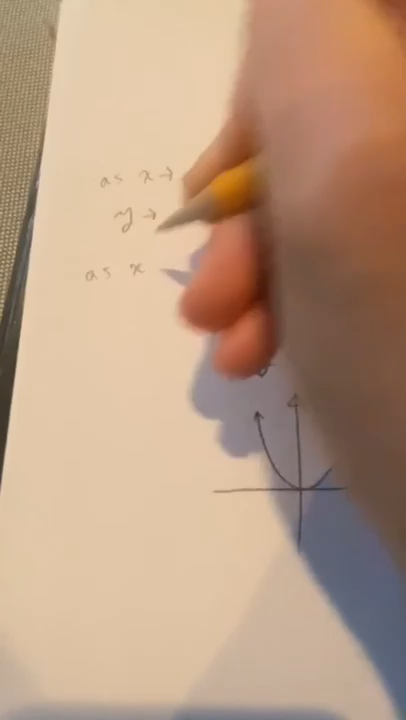 as x→
y→
as x